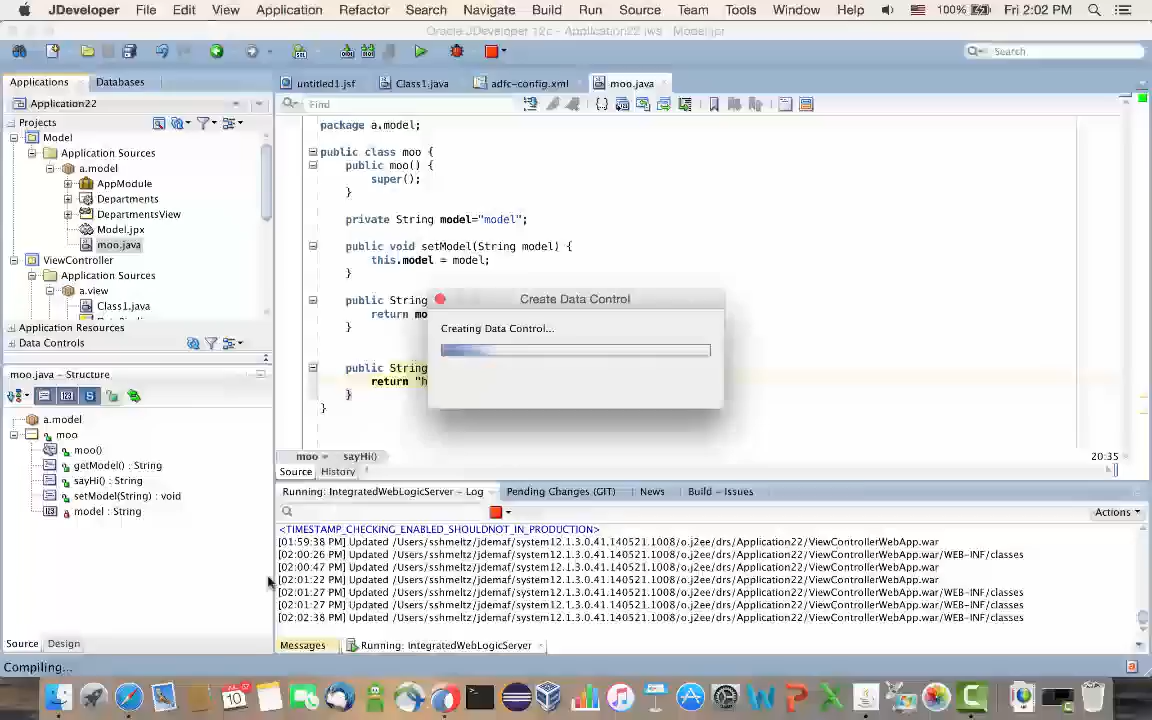 JDeveloper File Edit View Application Refactor Search Navigate Build Run Source Team Tools Window Help 100% Fri 2:02 PM
Oracle JDeveloper 12c - Application22.jws : Model.jpr
Search
Applications Databases untitled1.jsf Class1.java adfc-config.xml moo.java
Application22
Find
Projects
Model
Application Sources
a.model
AppModule
Departments
DepartmentsView
Model.jpx
moo.java
ViewController
Application Sources
a.view
Class1.java
Application Resources
Data Controls
package a.model;
public class moo {
public moo() {
super();
}
private String model="model";
public void setModel(String model) {
this.model = model;
}
public String
return mo
}
public String
return "h
}
}
Create Data Control
Creating Data Control...
moo.java - Structure
a.model
moo
moo()
getModel() : String
sayHi() : String
setModel(String) : void
model : String
Source Design
moo sayHi() 20:35
Source History
Running: IntegratedWebLogicServer - Log Pending Changes (GIT) News Build - Issues
Actions
<TIMESTAMP_CHECKING_ENABLED_SHOULDNOT_IN_PRODUCTION>
[01:59:38 PM] Updated /Users/sshmeltz/jdemaf/system12.1.3.0.41.140521.1008/o.j2ee/drs/Application22/ViewControllerWebApp.war
[02:00:26 PM] Updated /Users/sshmeltz/jdemaf/system12.1.3.0.41.140521.1008/o.j2ee/drs/Application22/ViewControllerWebApp.war/WEB-INF/classes
[02:00:47 PM] Updated /Users/sshmeltz/jdemaf/system12.1.3.0.41.140521.1008/o.j2ee/drs/Application22/ViewControllerWebApp.war
[02:01:22 PM] Updated /Users/sshmeltz/jdemaf/system12.1.3.0.41.140521.1008/o.j2ee/drs/Application22/ViewControllerWebApp.war
[02:01:27 PM] Updated /Users/sshmeltz/jdemaf/system12.1.3.0.41.140521.1008/o.j2ee/drs/Application22/ViewControllerWebApp.war/WEB-INF/classes
[02:01:27 PM] Updated /Users/sshmeltz/jdemaf/system12.1.3.0.41.140521.1008/o.j2ee/drs/Application22/ViewControllerWebApp.war/WEB-INF/classes
[02:02:38 PM] Updated /Users/sshmeltz/jdemaf/system12.1.3.0.41.140521.1008/o.j2ee/drs/Application22/ViewControllerWebApp.war/WEB-INF/classes
Messages Running: IntegratedWebLogicServer
Compiling...
10